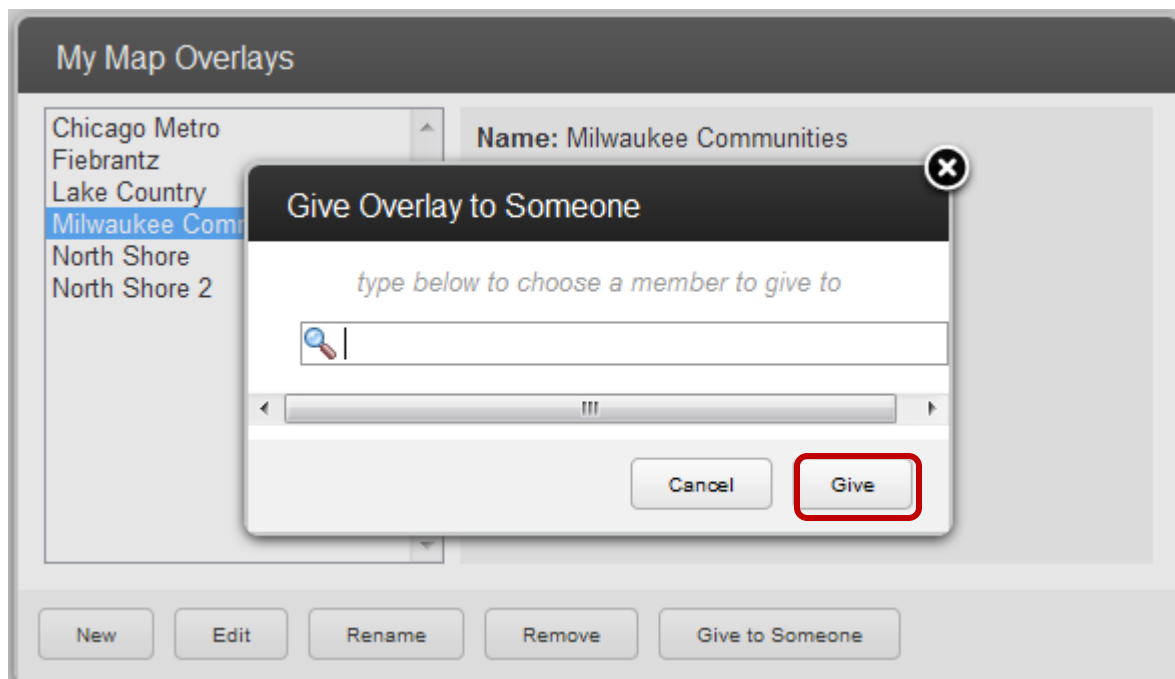 My Map Overlays
Chicago Metro
Fiebrantz
Lake Country
Milwaukee Com
North Shore
North Shore 2
Name: Milwaukee Communities
Give Overlay to Someone
type below to choose a member to give to
Cancel
Give
New
Edit
Rename
Remove
Give to Someone